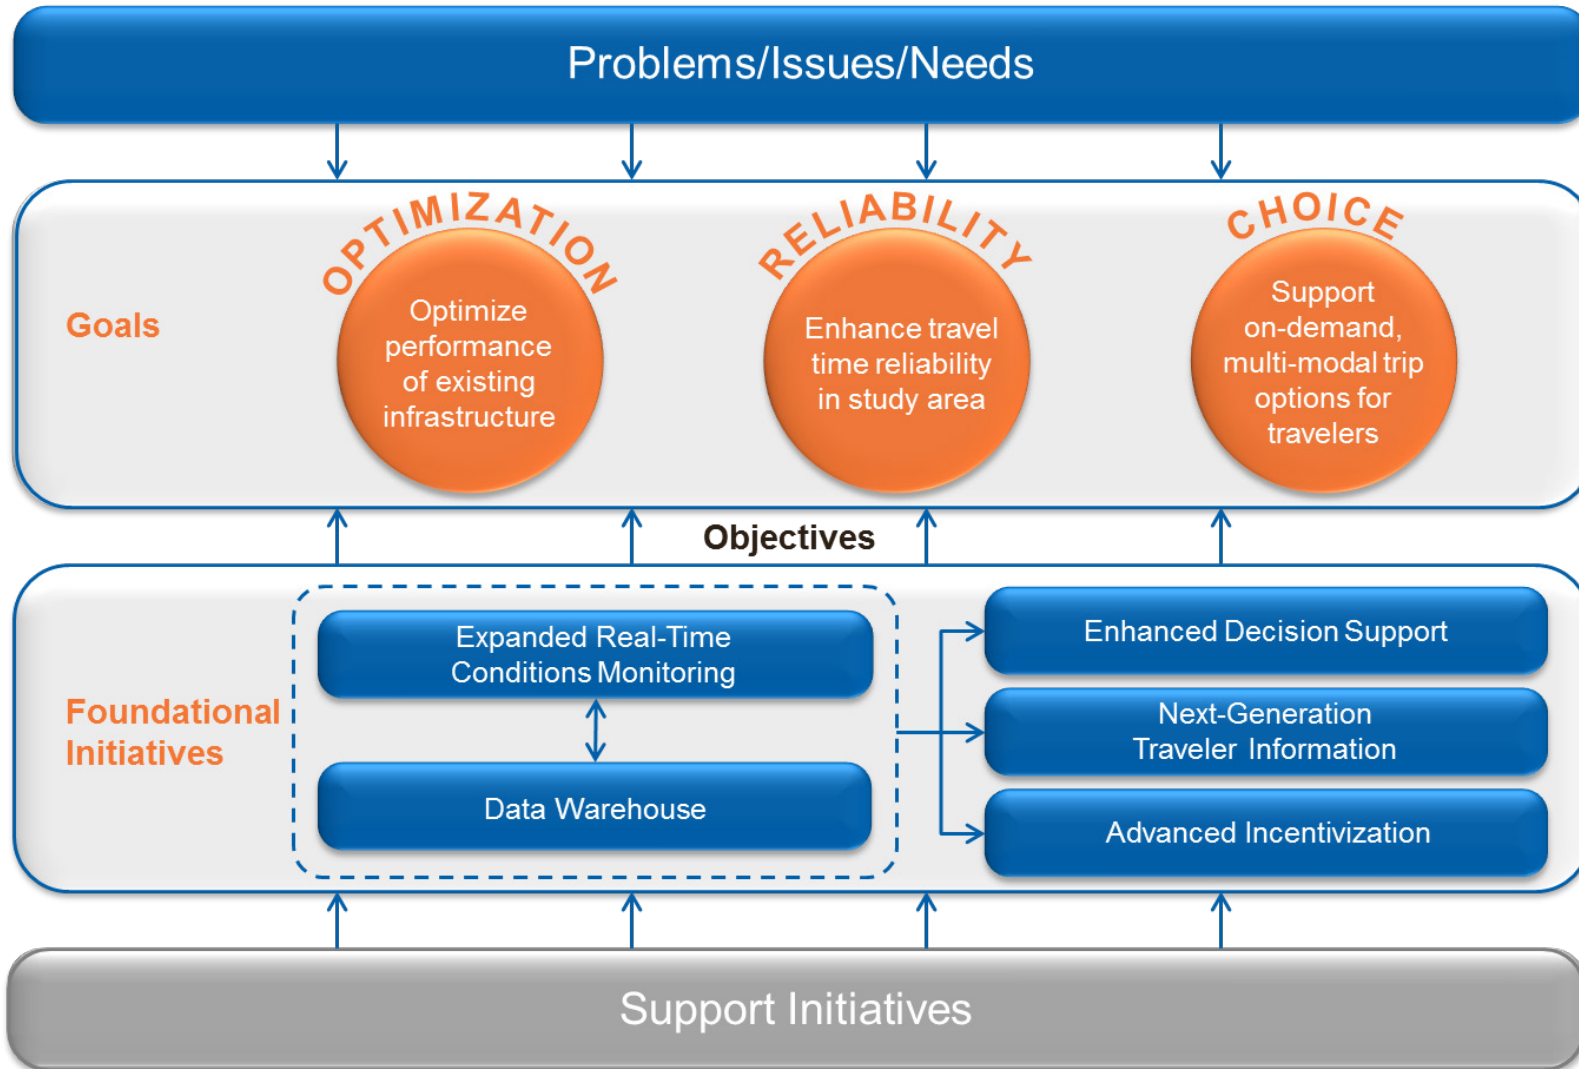 Problems/Issues/Needs
Goals
OPTIMIZATION
Optimize
performance
of existing
infrastructure
RELIABILITY
Enhance travel
time reliability
in study area
CHOICE
Support
on-demand,
multi-modal trip
options for
travelers
Objectives
Foundational
Initiatives
Expanded Real-Time
Conditions Monitoring
Data Warehouse
Enhanced Decision Support
Next-Generation
Traveler Information
Advanced Incentivization
Support Initiatives